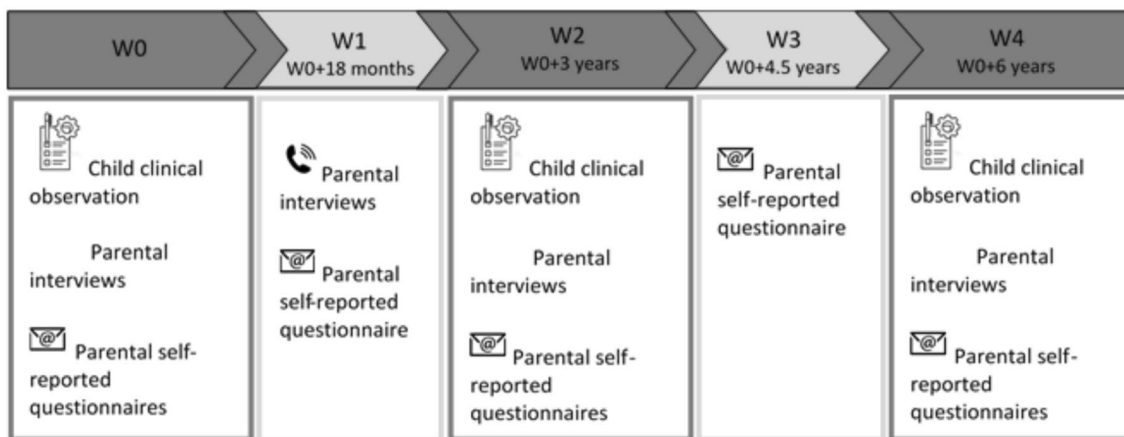 W0
W1
W0+18 months
W2
W0+3 years
W3
W0+4.5 years
W4
W0+6 years
Child clinical
observation
Parental
interviews
@ Parental self-
reported
questionnaires
Parental
interviews
@ Parental
self-reported
questionnaire
Child clinical
observation
Parental
interviews
@ Parental self-
reported
questionnaires
@ Parental
self-reported
questionnaire
Child clinical
observation
Parental
interviews
@ Parental self-
reported
questionnaires